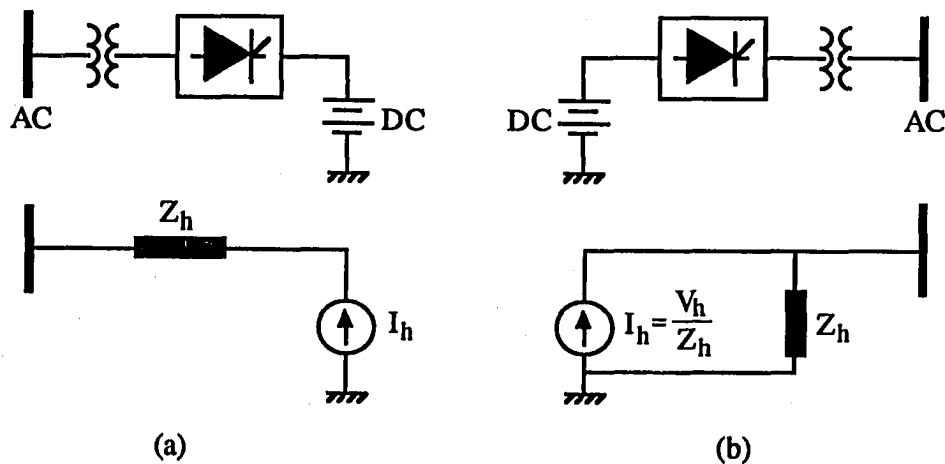 AC
DC
DC
AC
Z_h
I_h
I_h = V_h/Z_h
Z_h
(a)
(b)